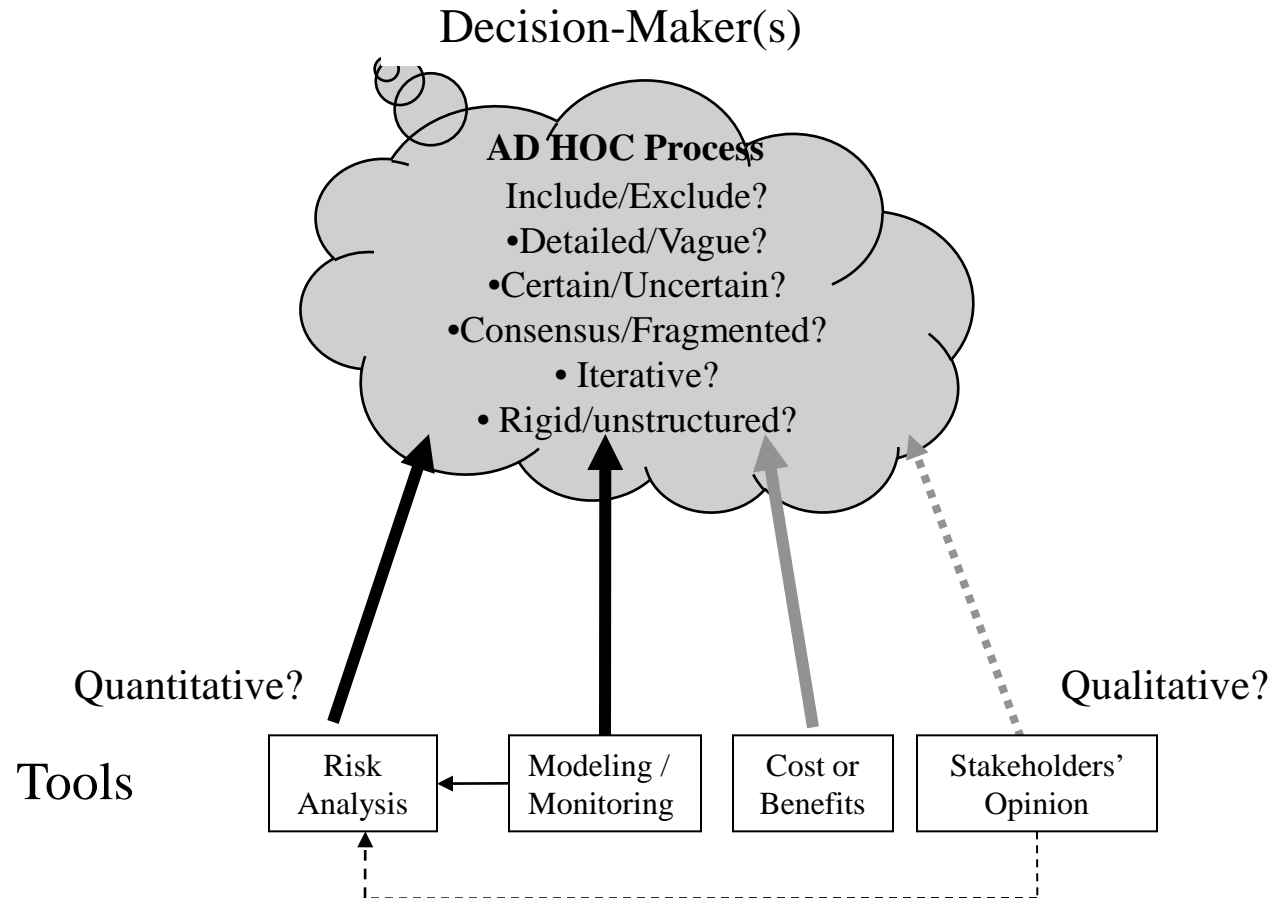 Decision-Maker(s)
AD HOC Process
Include/Exclude?
•Detailed/Vague?
•Certain/Uncertain?
•Consensus/Fragmented?
• Iterative?
• Rigid/unstructured?
Quantitative?
Qualitative?
Tools
Risk
Analysis
Modeling /
Monitoring
Cost or
Benefits
Stakeholders’
Opinion